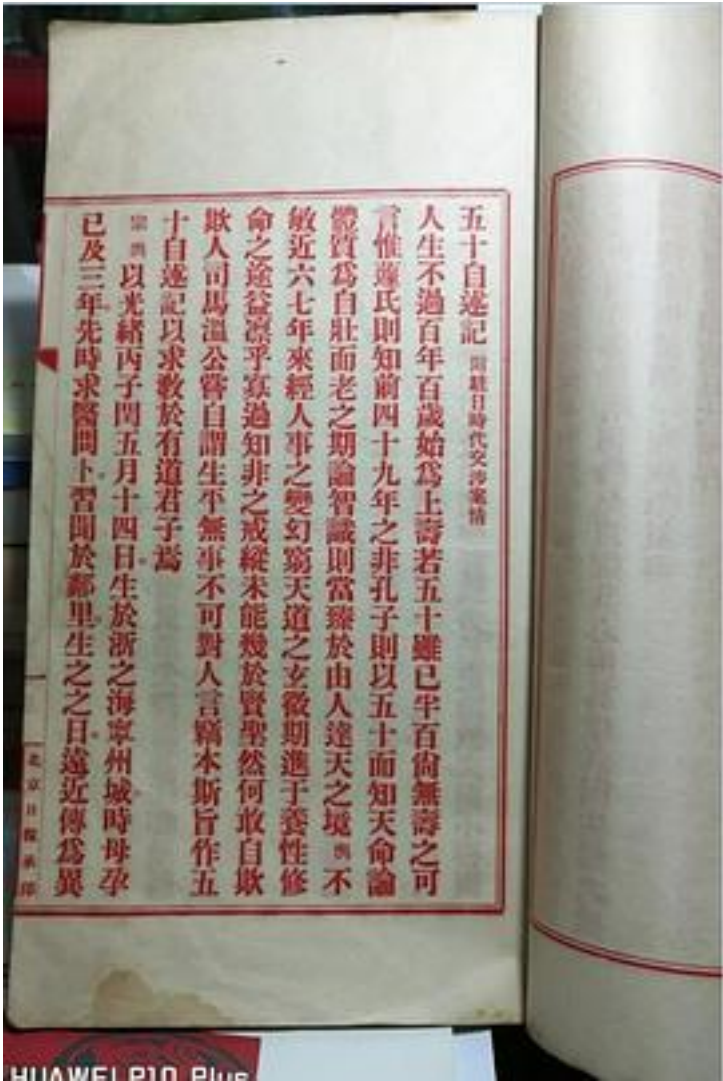 五十自述記 附駐日時代交涉案情
人生不過百年百歲始爲上壽若五十雖已半百尙無壽之可
言惟蘧氏則知前四十九年之非孔子則以五十而知天命論
體質爲自壯而老之期論智識則當臻於由人達天之境輿不
敏近六七年來經人事之變幻窮天道之玄微期進于養性修
命之途益凛乎寡過知非之戒縱未能幾於賢聖然何敢自欺
欺人司馬溫公嘗自謂生平無事不可對人言竊本斯旨作五
十自述記以求敎於有道君子焉
宗輿以光緒丙子閏五月十四日生於浙之海寧州城時母孕
已及三年先時求醫問卜習聞於鄰里生之之日遠近傳爲異
一
北京日報承印
HUAWEI P10 Plus